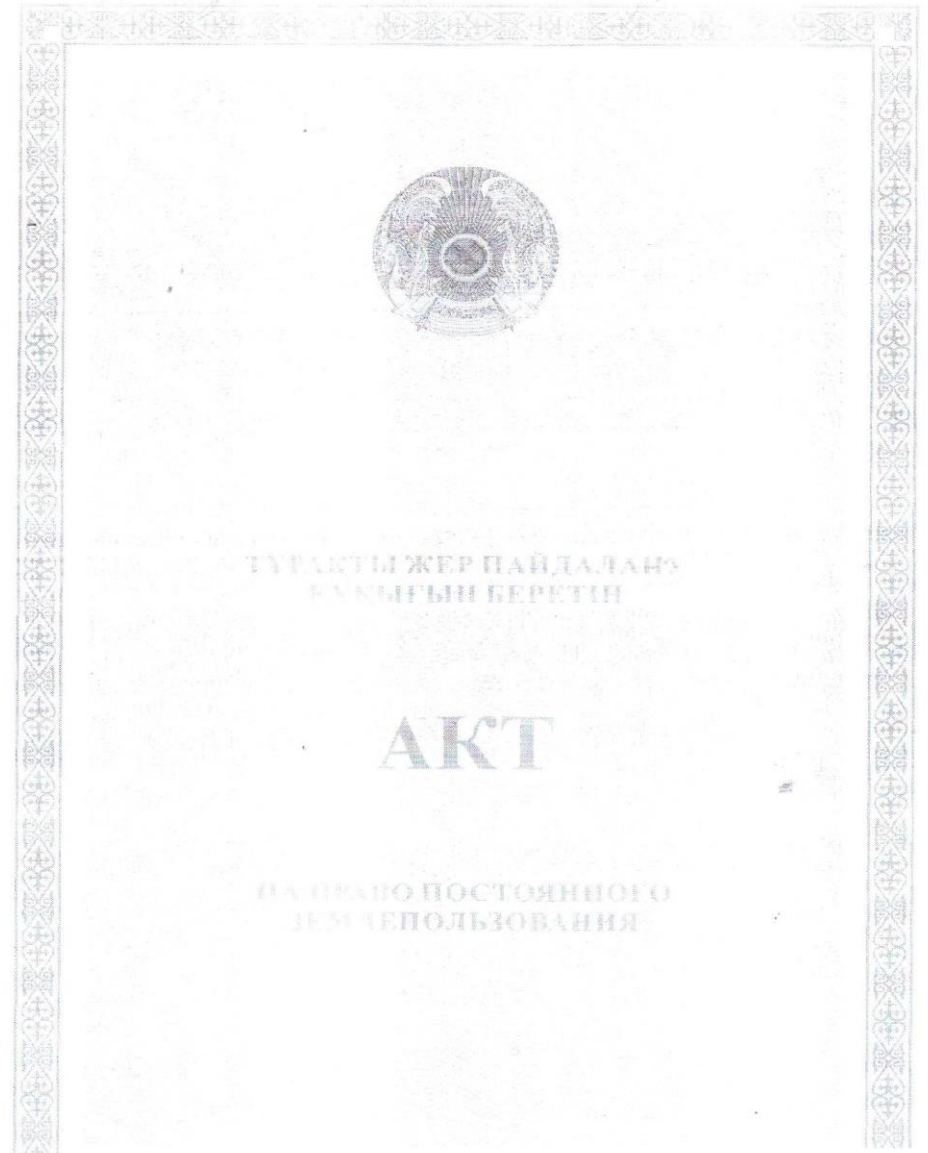 ТҰРАҚТЫ ЖЕР ПАЙДАЛАНУ
ҚҰҚЫҒЫН БЕРЕТІН
АКТ
НА ПРАВО ПОСТОЯННОГО
ЗЕМЛЕПОЛЬЗОВАНИЯ